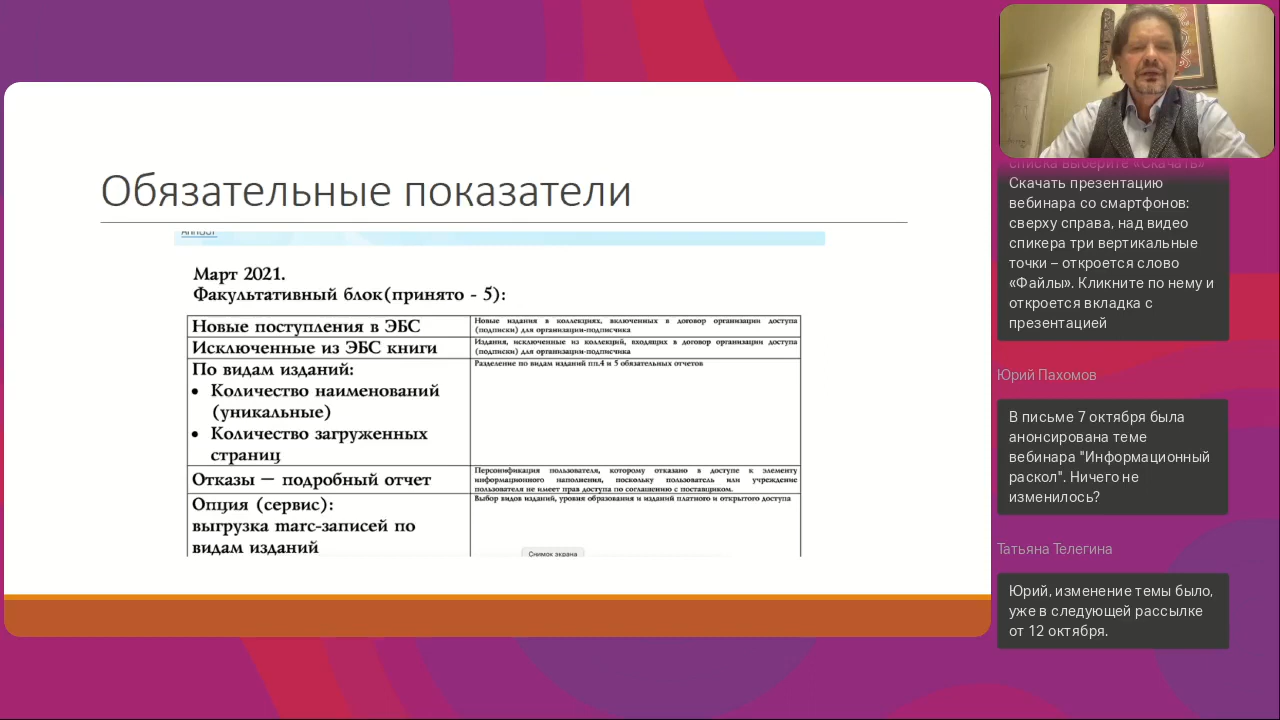 Обязательные показатели
Март 2021.
Факультативный блок(принято - 5):
Новые поступления в ЭБС
Новые издания в коллекциях, включенных в договор организации доступа
(подписки) для организации-подписчика
Исключенные из ЭБС книги
Издания, исключенные из коллекций, входящих в договор организации доступа
(подписки) для организации-подписчика
По видам изданий:
• Количество наименований
(уникальные)
• Количество загруженных
страниц
Разделение по видам изданий пп.4 и 5 обязательных отчетов
Отказы — подробный отчет
Персонификация пользователя, которому отказано в доступе к элементу
информационного наполнения, поскольку пользователь или учреждение
пользователя не имеет прав доступа по соглашению с поставщиком.
Опция (сервис):
выгрузка marc-записей по
видам изданий
Выбор видов изданий, уровня образования и изданий платного и открытого доступа
Снимок экрана
списка выберите «Скачать»
Скачать презентацию
вебинара со смартфонов:
сверху справа, над видео
спикера три вертикальные
точки – откроется слово
«Файлы». Кликните по нему и
откроется вкладка с
презентацией
Юрий Пахомов
В письме 7 октября была
анонсирована теме
вебинара "Информационный
раскол". Ничего не
изменилось?
Татьяна Телегина
Юрий, изменение темы было,
уже в следующей рассылке
от 12 октября.